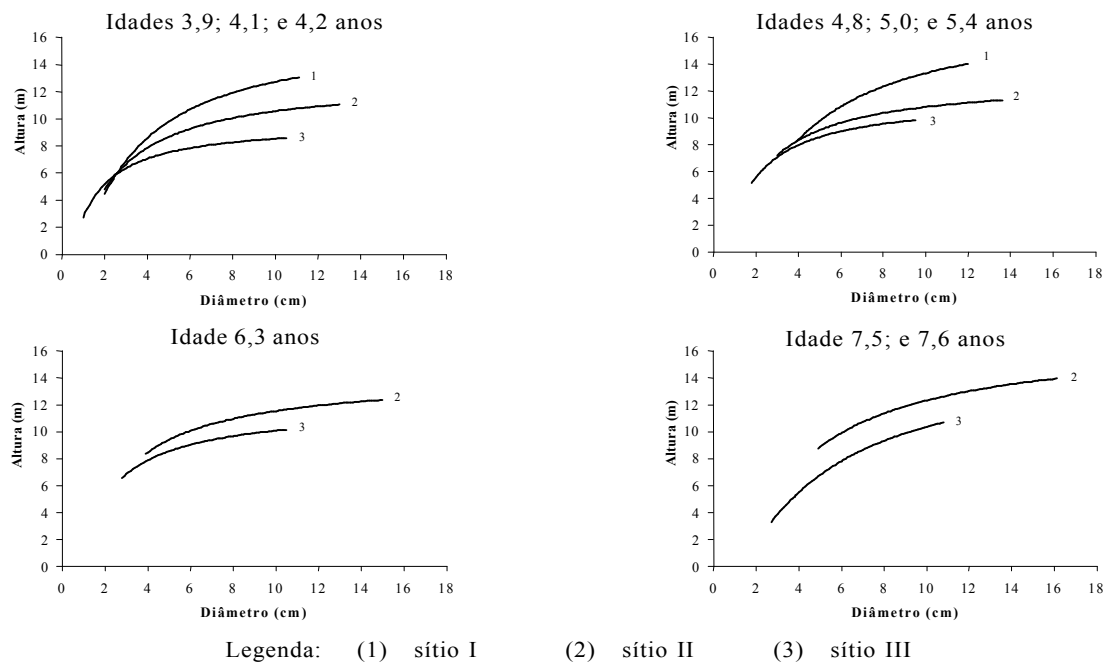 Idades 3,9; 4,1; e 4,2 anos
16
14
12
10
8
6
4
2
0
Altura (m)
1
2
3
0 2 4 6 8 10 12 14 16 18
Diâmetro (cm)
Idades 4,8; 5,0; e 5,4 anos
16
14
12
10
8
6
4
2
0
Altura (m)
1
2
3
0 2 4 6 8 10 12 14 16 18
Diâmetro (cm)
Idade 6,3 anos
16
14
12
10
8
6
4
2
0
Altura (m)
2
3
0 2 4 6 8 10 12 14 16 18
Diâmetro (cm)
Idade 7,5; e 7,6 anos
16
14
12
10
8
6
4
2
0
Altura (m)
2
3
0 2 4 6 8 10 12 14 16 18
Diâmetro (cm)
Legenda: (1) sítio I (2) sítio II (3) sítio III